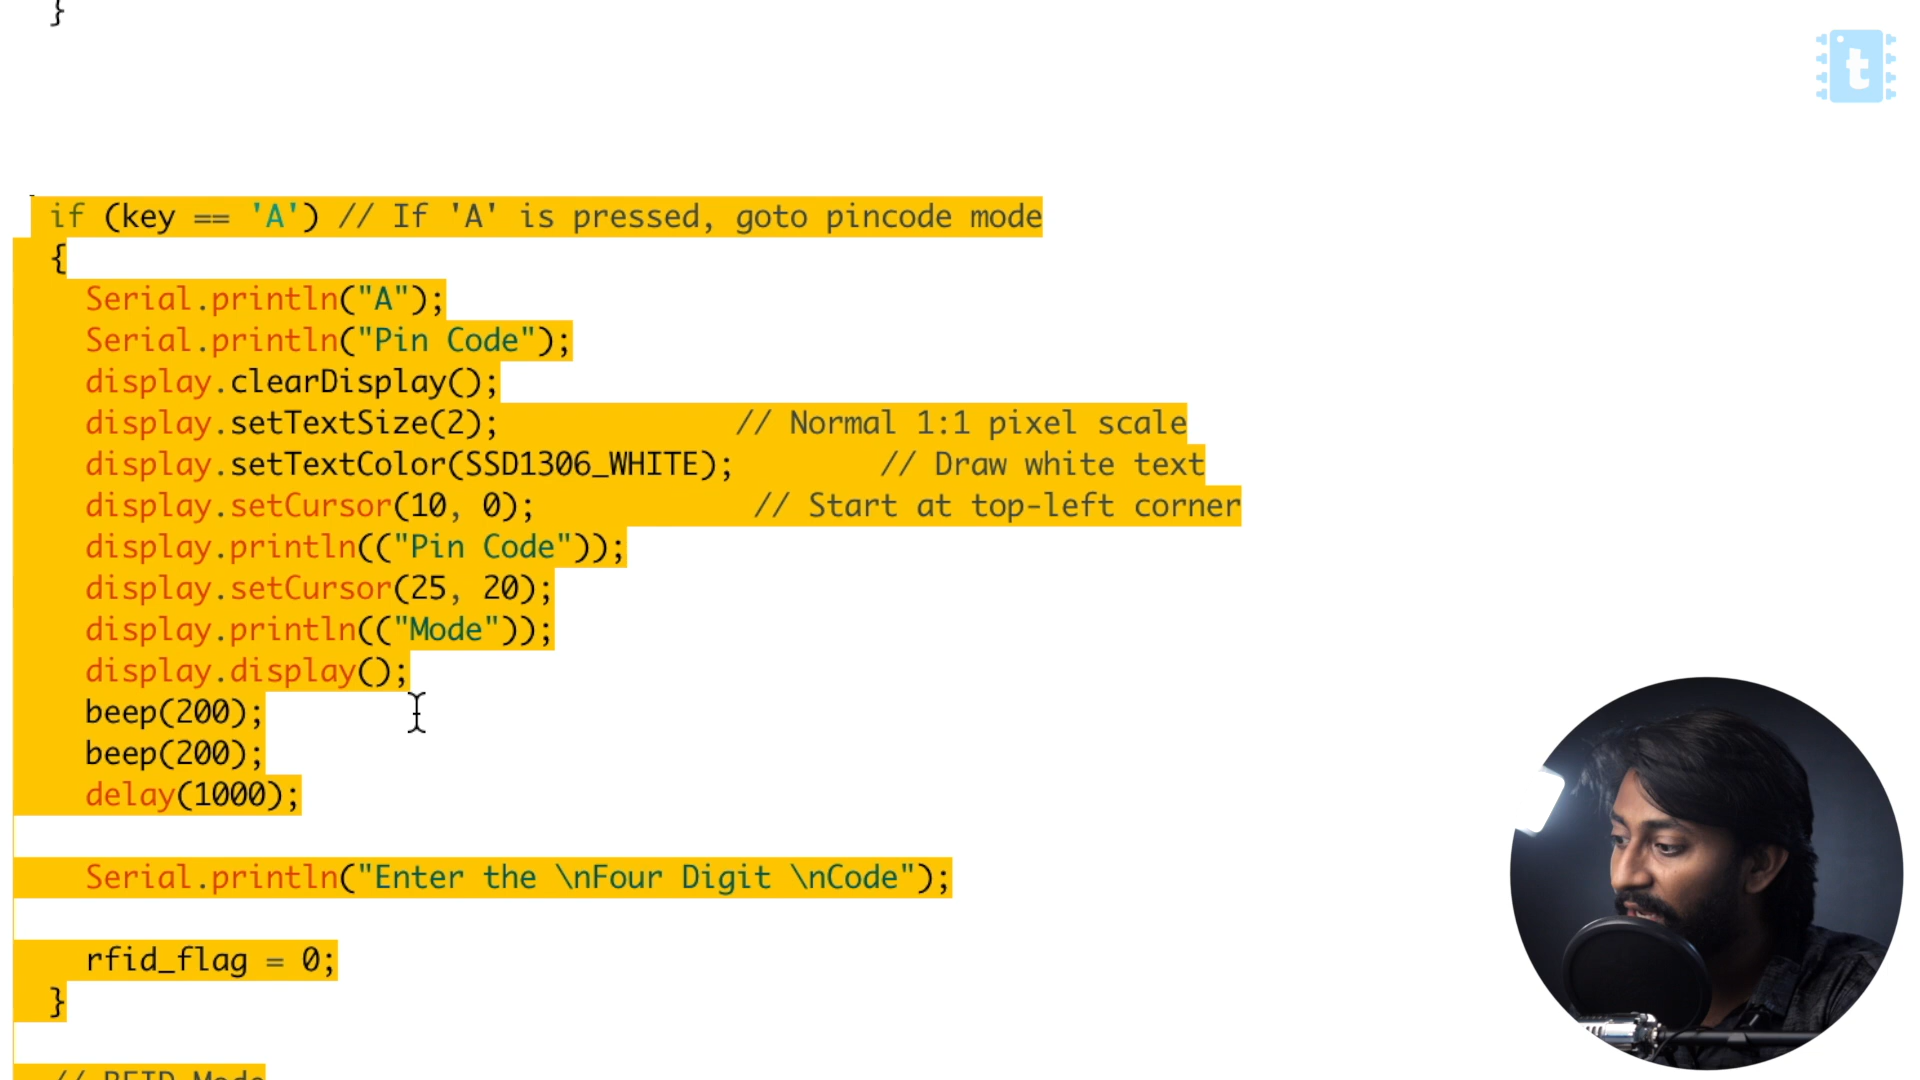 }
t
if (key == 'A') // If 'A' is pressed, goto pincode mode
{
Serial.println("A");
Serial.println("Pin Code");
display.clearDisplay();
display.setTextSize(2);             // Normal 1:1 pixel scale
display.setTextColor(SSD1306_WHITE);        // Draw white text
display.setCursor(10, 0);            // Start at top-left corner
display.println(("Pin Code"));
display.setCursor(25, 20);
display.println(("Mode"));
display.display();
beep(200);
beep(200);
delay(1000);
Serial.println("Enter the \nFour Digit \nCode");
rfid_flag = 0;
}
// RFID Mode